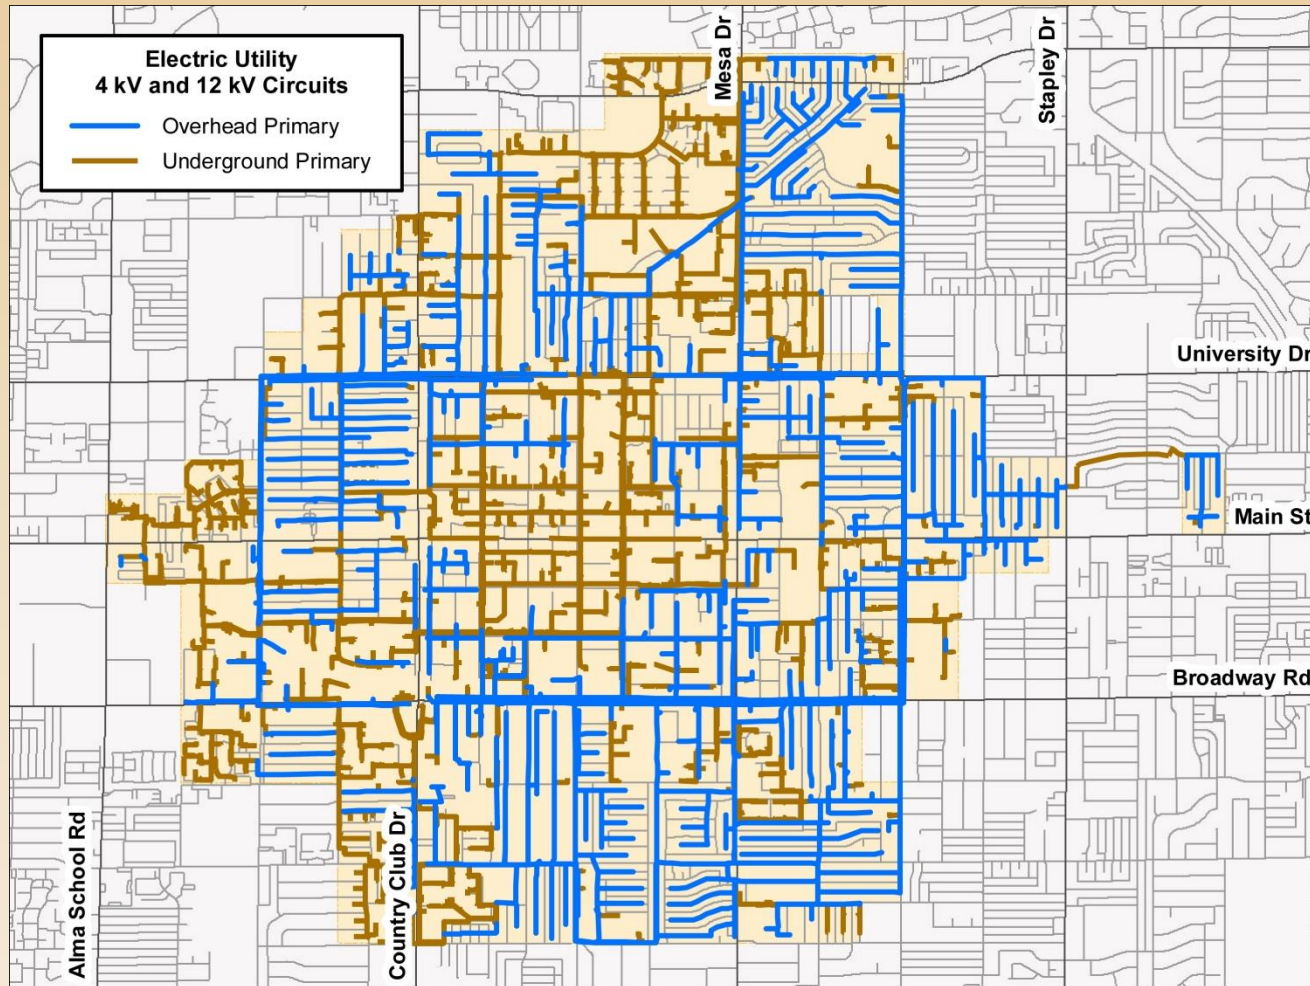 Electric Utility
4 kV and 12 kV Circuits
Overhead Primary
Underground Primary
Mesa Dr
Stapley Dr
University Dr
Main St
Broadway Rd
Alma School Rd
Country Club Dr